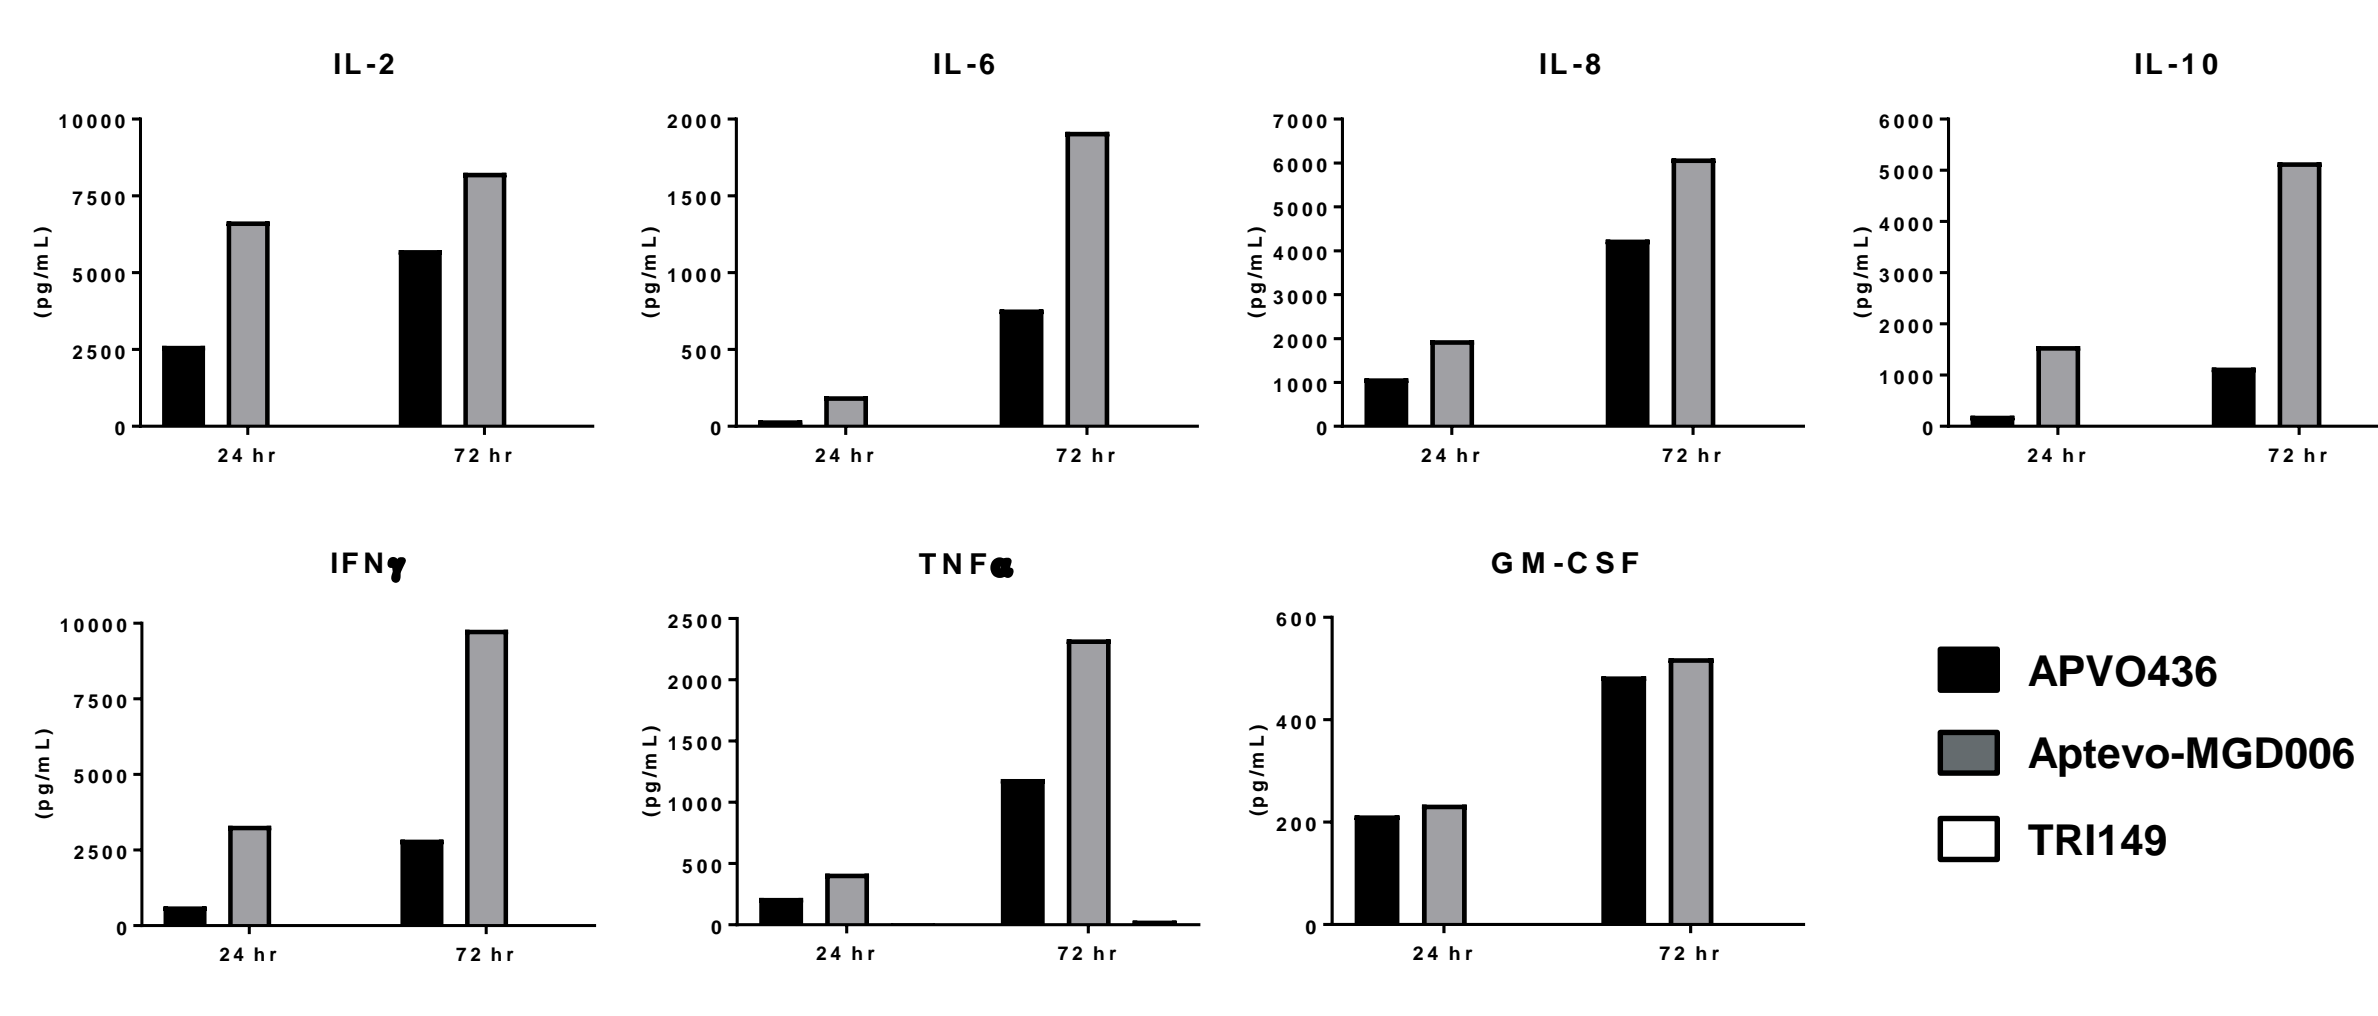 IL-2
10000
7500
5000
2500
0
(pg/mL)
24 hr
72 hr
IL-6
2000
1500
1000
500
0
(pg/mL)
24 hr
72 hr
IL-8
7000
6000
5000
4000
3000
2000
1000
0
(pg/mL)
24 hr
72 hr
IL-10
6000
5000
4000
3000
2000
1000
0
(pg/mL)
24 hr
72 hr
IFNγ
10000
7500
5000
2500
0
(pg/mL)
24 hr
72 hr
TNFα
2500
2000
1500
1000
500
0
(pg/mL)
24 hr
72 hr
GM-CSF
600
400
200
0
(pg/mL)
24 hr
72 hr
APVO436
Aptevo-MGD006
TRI149